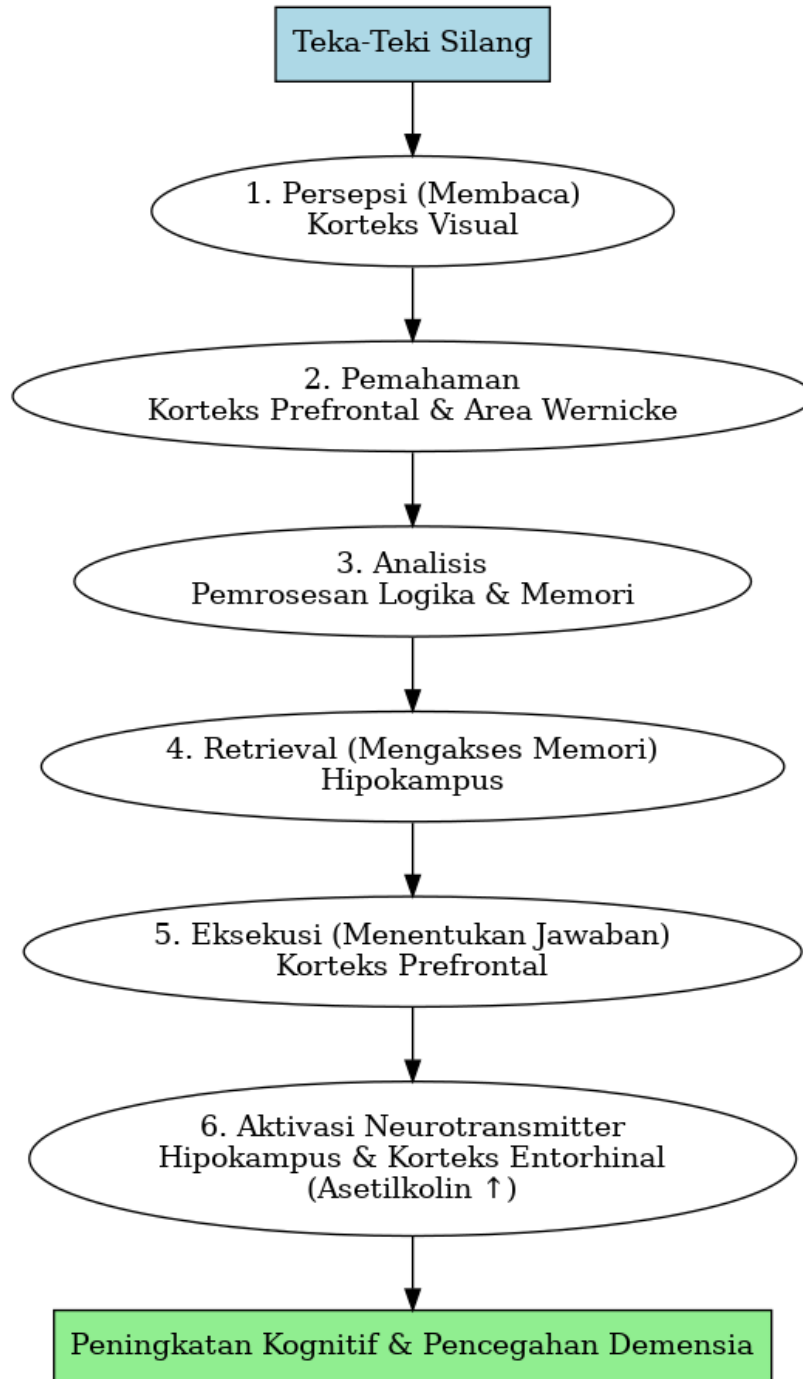 Teka-Teki Silang
1. Persepsi (Membaca)
Korteks Visual
2. Pemahaman
Korteks Prefrontal & Area Wernicke
3. Analisis
Pemrosesan Logika & Memori
4. Retrieval (Mengakses Memori)
Hipokampus
5. Eksekusi (Menentukan Jawaban)
Korteks Prefrontal
6. Aktivasi Neurotransmitter
Hipokampus & Korteks Entorhinal
(Asetilkolin ↑)
Peningkatan Kognitif & Pencegahan Demensia